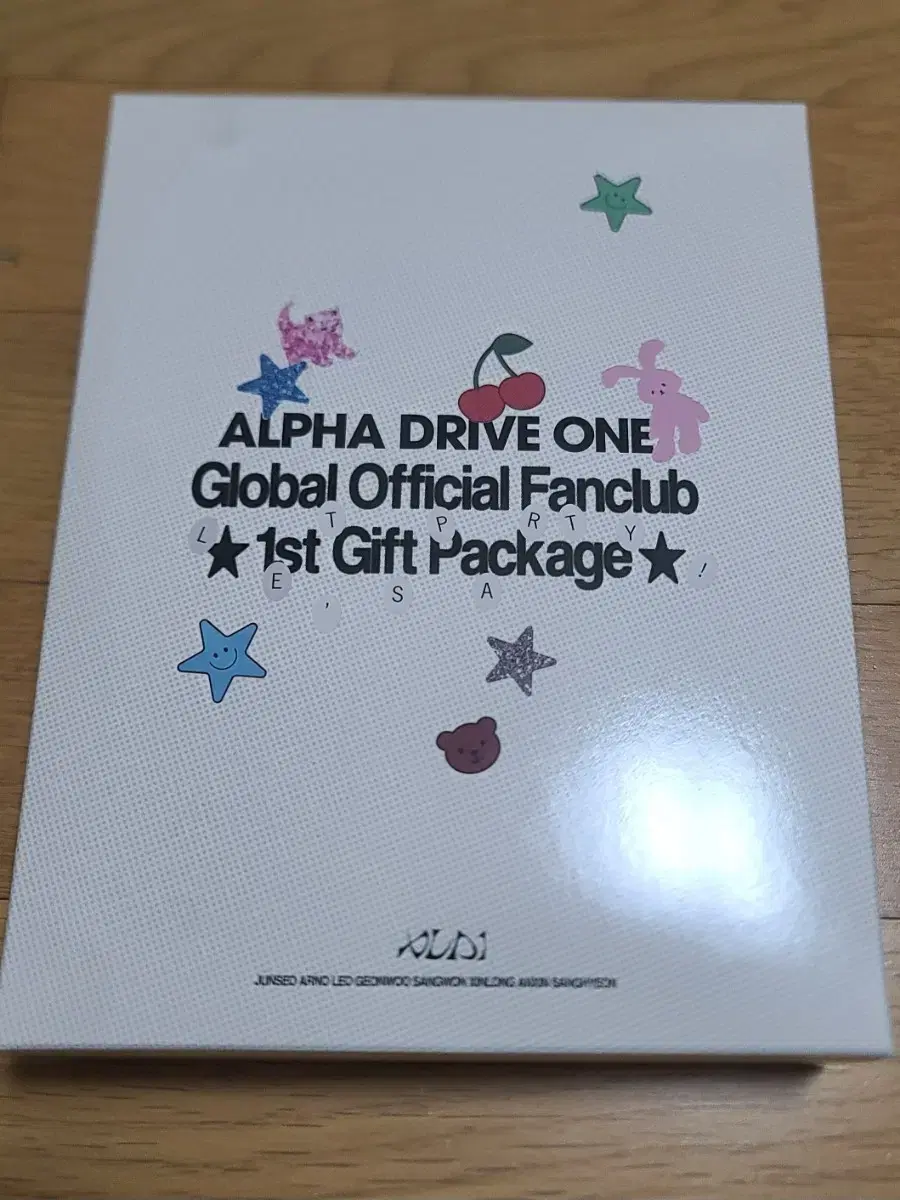 ALPHA DRIVE ONE
Global Official Fanclub
★1st Gift Package★
LET'S PARTY!
ALD1
JUNSEO ARNO LEO GEONWOO SANGWON XINLONG ANXIN SANGHYEON